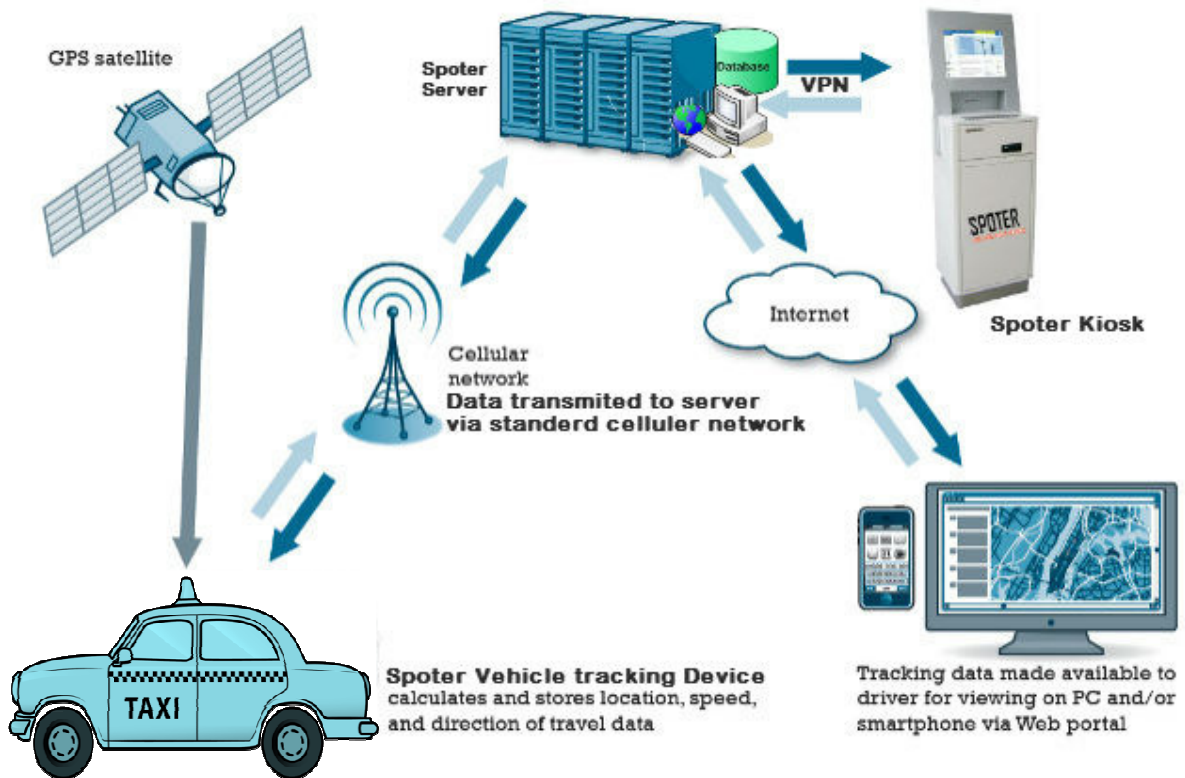 GPS satellite
Spoter
Server
Database
VPN
SPOTER
Spoter Kiosk
Internet
Cellular
network
Data transmited to server
via standerd celluler network
TAXI
Spoter Vehicle tracking Device
calculates and stores location, speed,
and direction of travel data
Tracking data made available to
driver for viewing on PC and/or
smartphone via Web portal